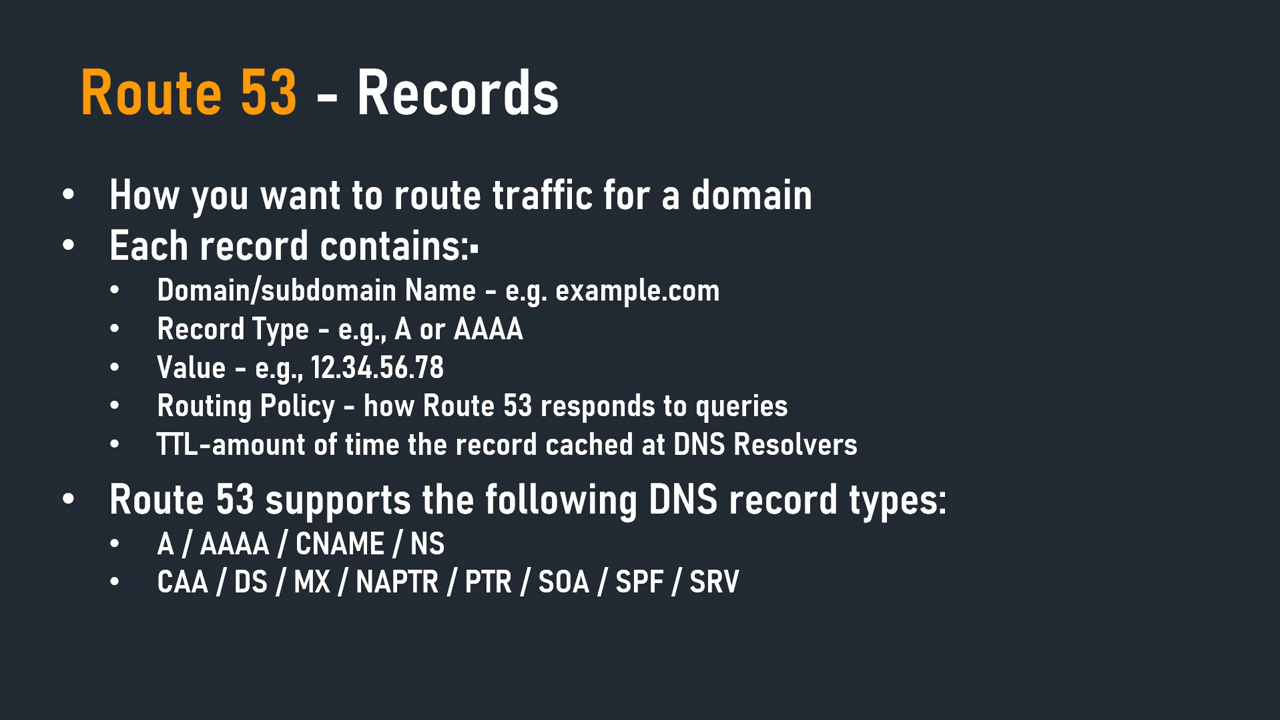 Route 53 - Records
• How you want to route traffic for a domain
• Each record contains:▪
• Domain/subdomain Name - e.g. example.com
• Record Type - e.g., A or AAAA
• Value - e.g., 12.34.56.78
• Routing Policy - how Route 53 responds to queries
• TTL-amount of time the record cached at DNS Resolvers
• Route 53 supports the following DNS record types:
• A / AAAA / CNAME / NS
• CAA / DS / MX / NAPTR / PTR / SOA / SPF / SRV